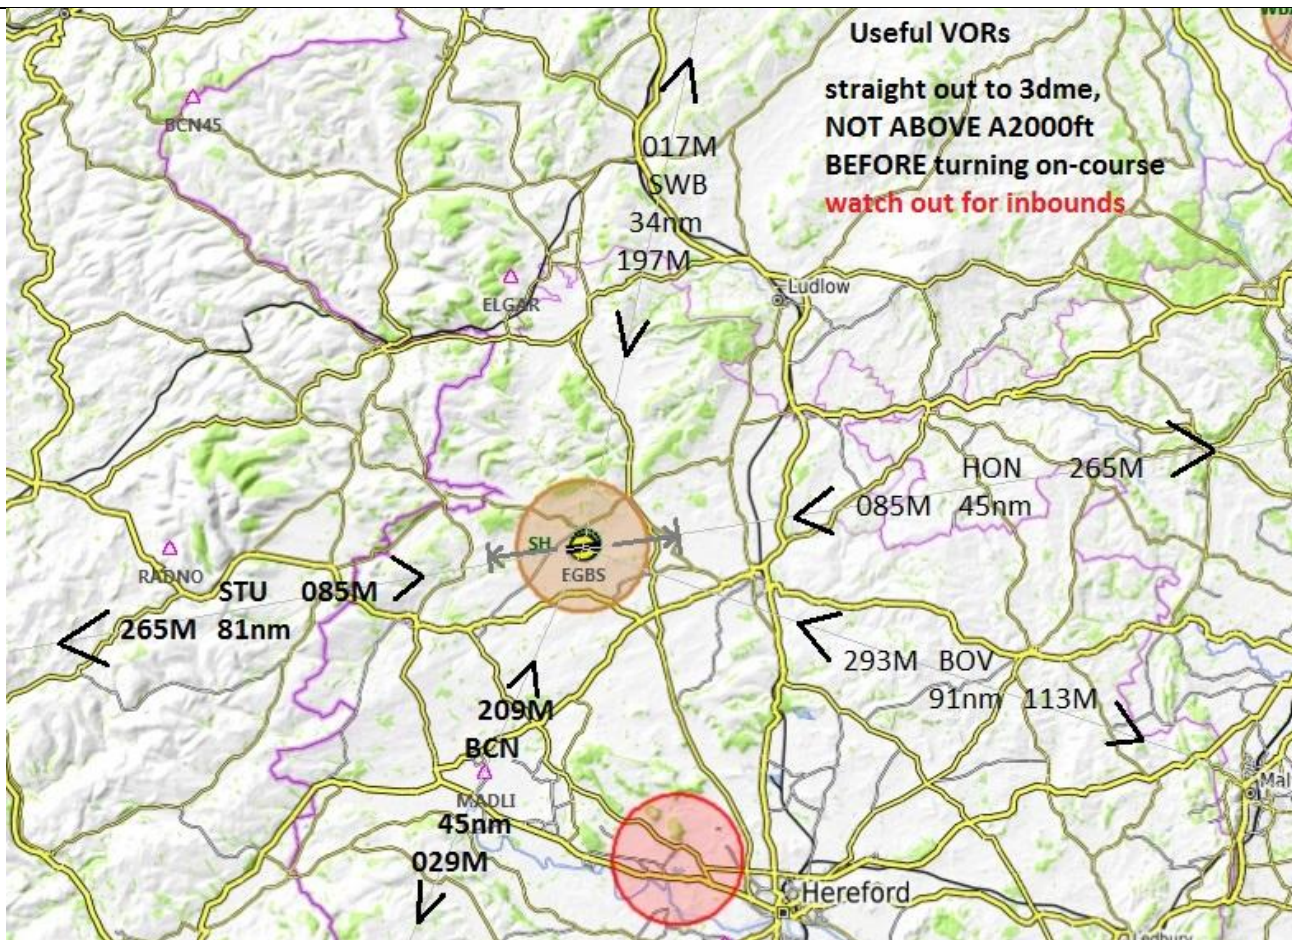 Useful VORs
straight out to 3dme,
NOT ABOVE A2000ft
BEFORE turning on-course
watch out for inbounds
BCN45
017M
SWB
34nm
197M
Ludlow
ELGAR
HON 265M
085M 45nm
SH
EGBS
RADNO
STU 085M
265M 81nm
293M BOV
91nm 113M
209M
BCN
MADLI
45nm
029M
Mal
Hereford
Ledbury